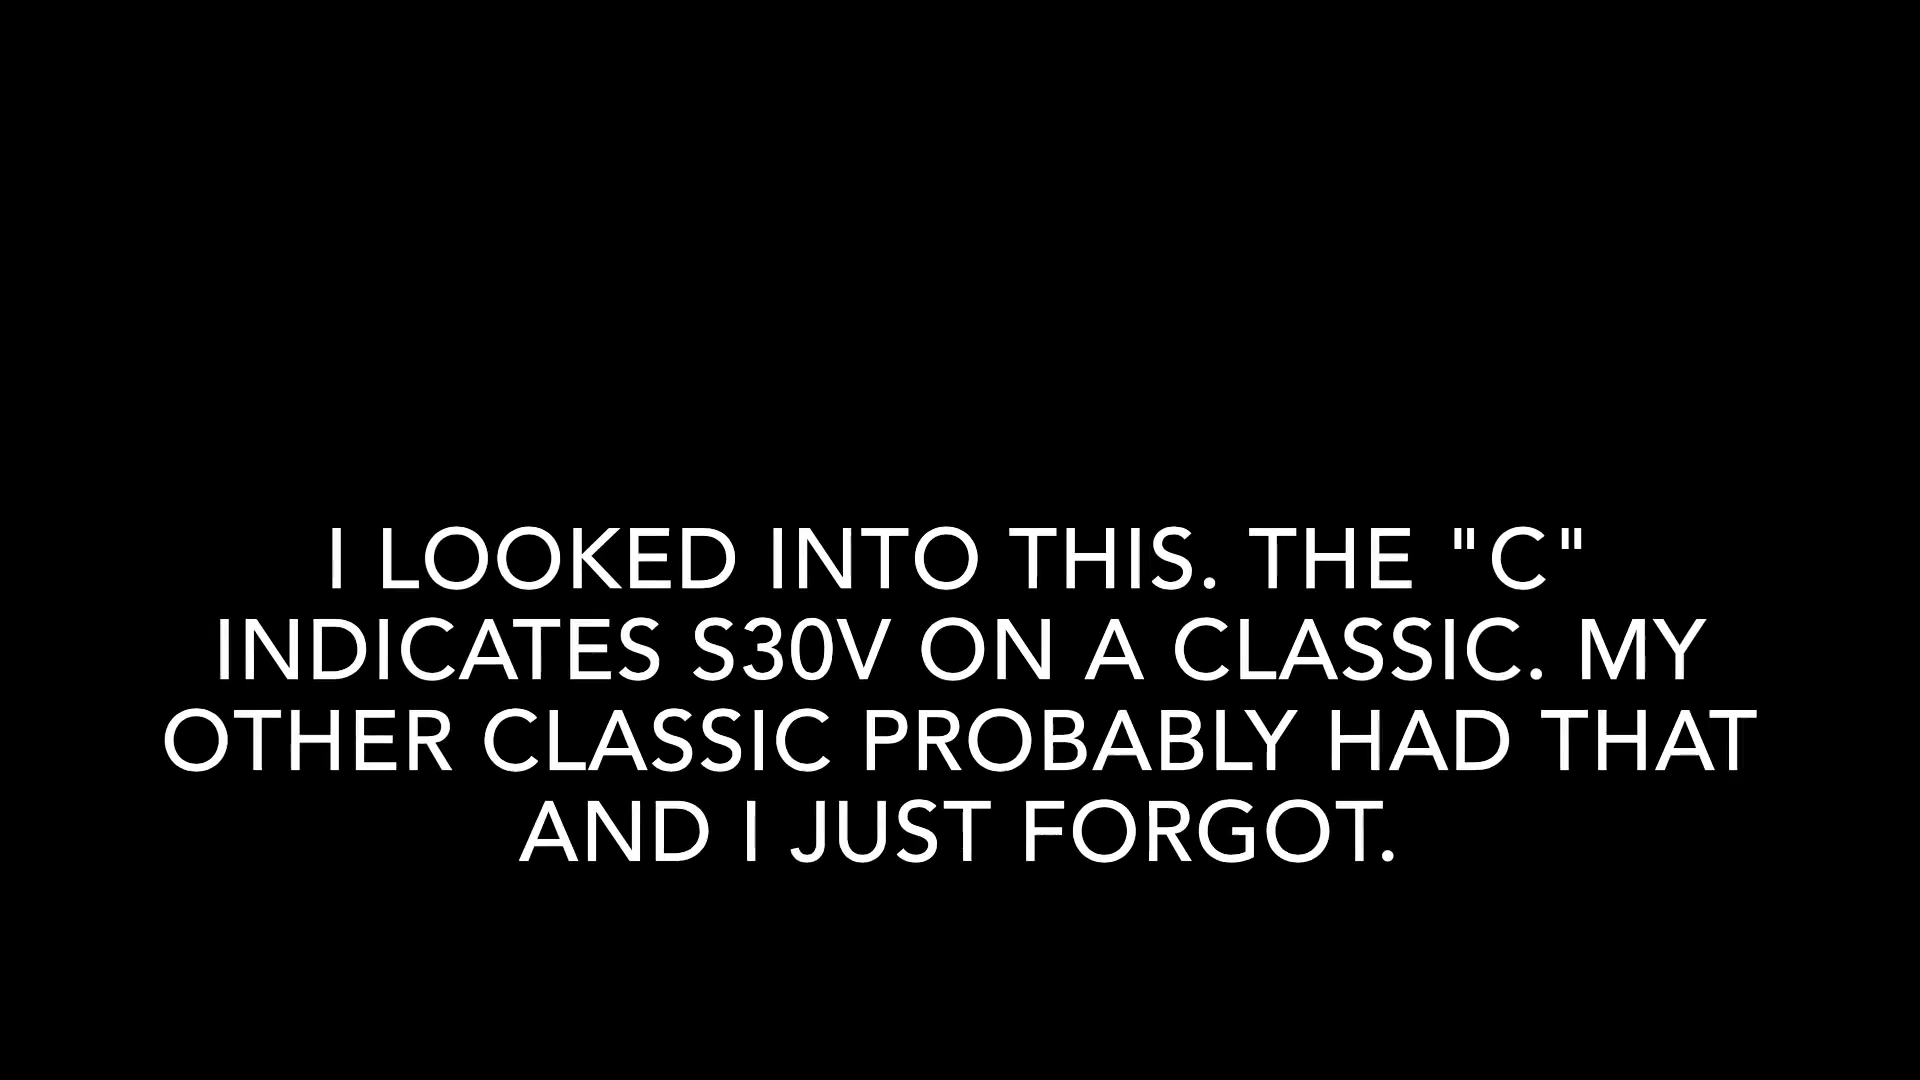 I LOOKED INTO THIS. THE "C"
INDICATES S30V ON A CLASSIC. MY
OTHER CLASSIC PROBABLY HAD THAT
AND I JUST FORGOT.